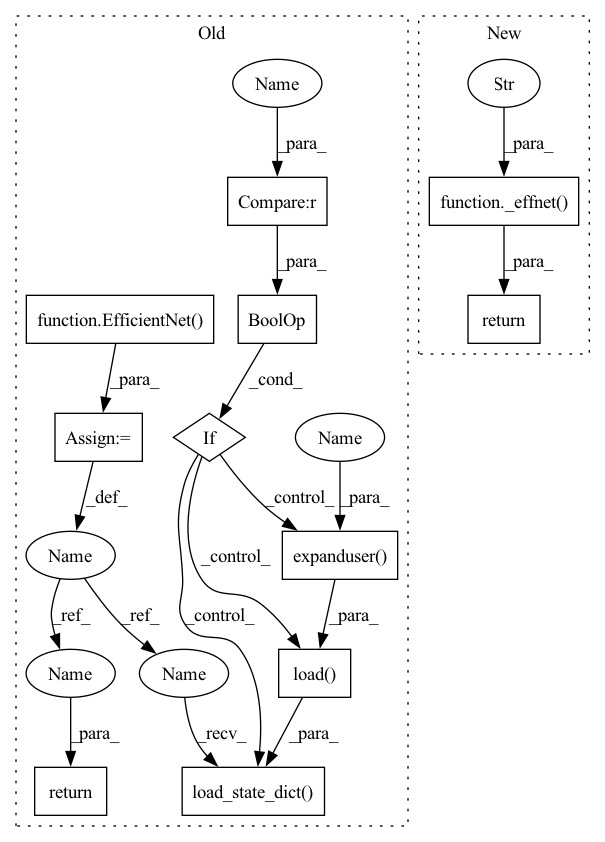 Old
New
Name
Str
_para_
_para_
Compare:r
function._effnet()
_para_
_para_
function.EfficientNet()
BoolOp
return
_para_
_cond_
Assign:=
If
Name
_def_
_control_
_para_
Name
_control_
expanduser()
_ref_
_ref_
_control_
_para_
Name
Name
load()
_para_
_recv_
_para_
return
load_state_dict()